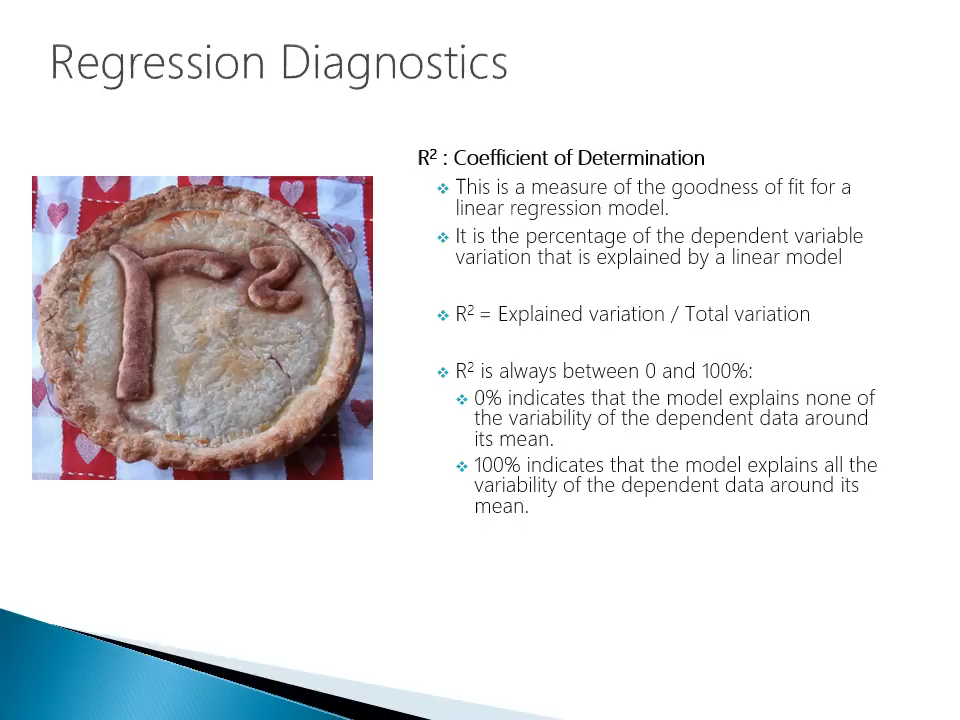 Regression Diagnostics
R² : Coefficient of Determination
❖ This is a measure of the goodness of fit for a
linear regression model.
❖ It is the percentage of the dependent variable
variation that is explained by a linear model
r²
❖ R² = Explained variation / Total variation
❖ R² is always between 0 and 100%:
❖ 0% indicates that the model explains none of
the variability of the dependent data around
its mean.
❖ 100% indicates that the model explains all the
variability of the dependent data around its
mean.